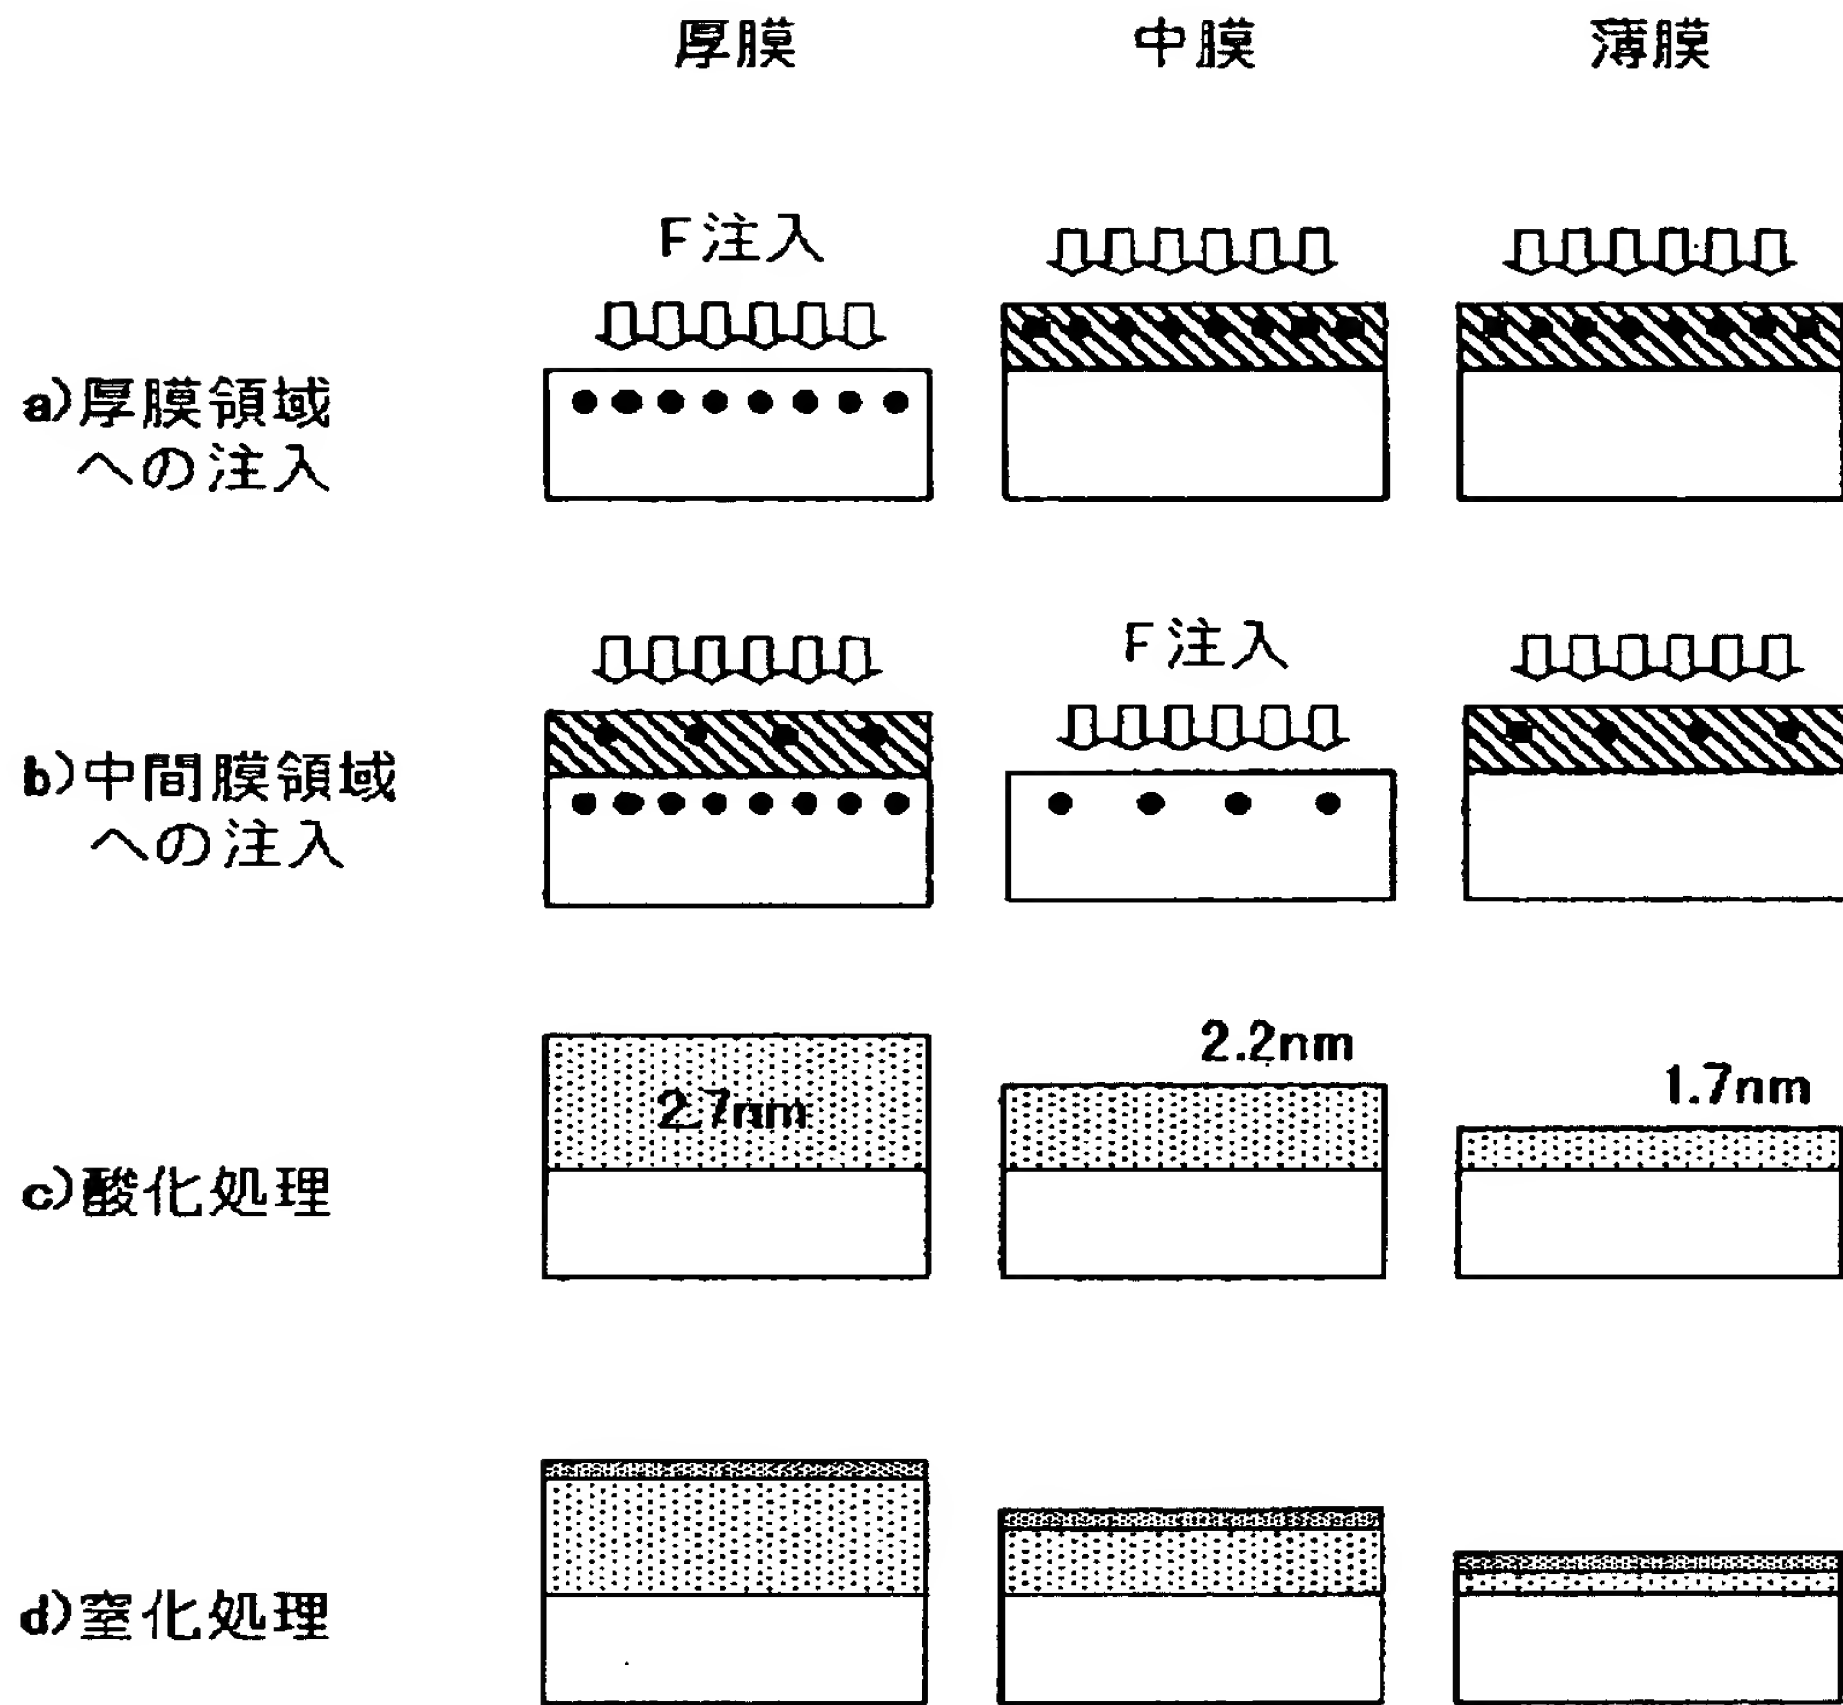 厚膜 中膜 薄膜
F注入
a)厚膜領域
への注入
F注入
b)中間膜領域
への注入
2.7nm
2.2nm
1.7nm
c)酸化処理
d)窒化処理